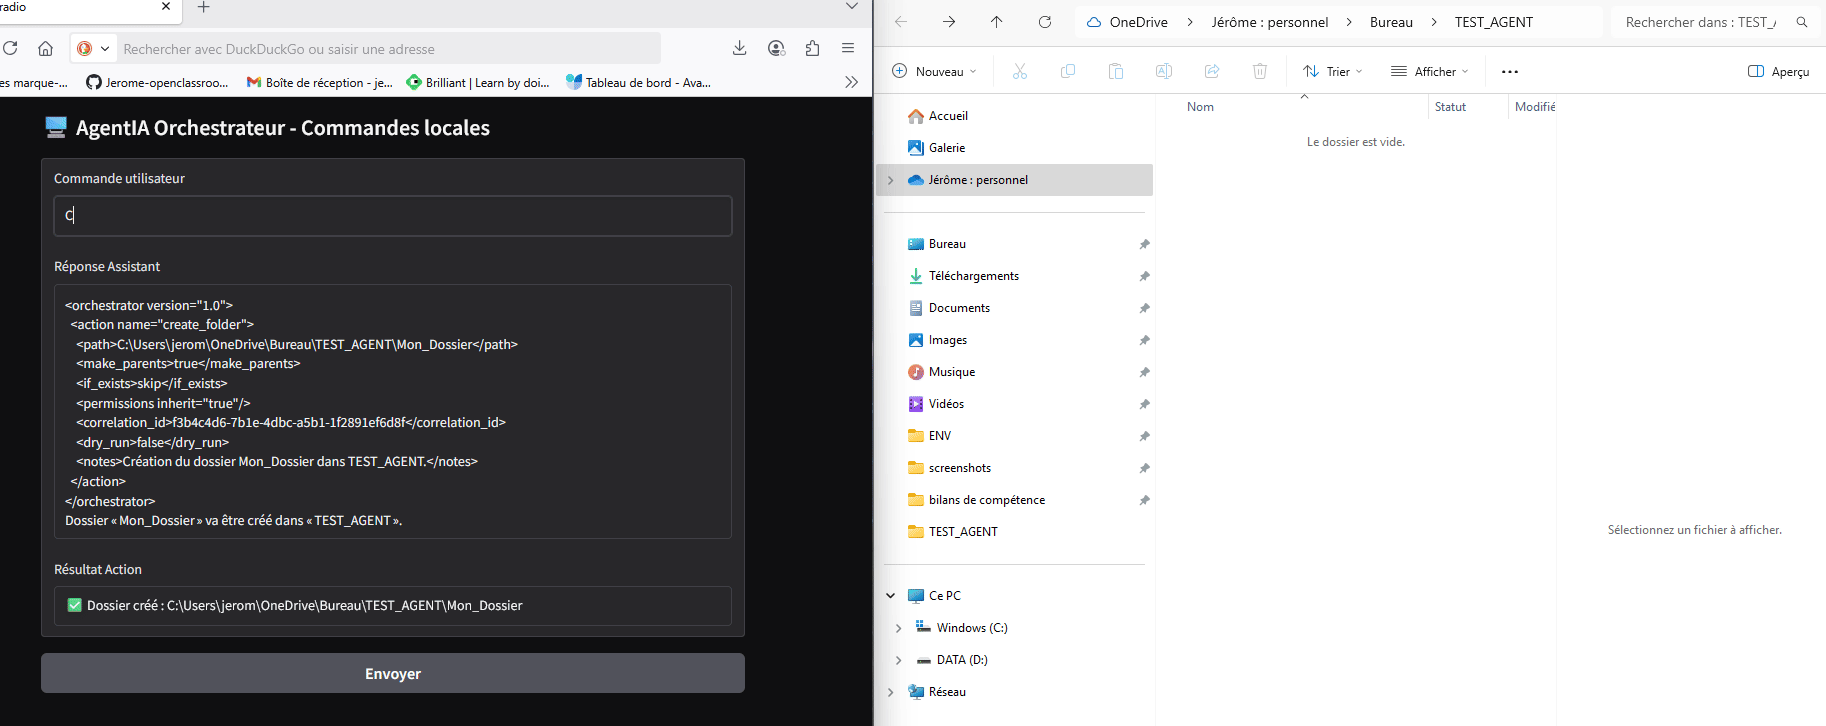 radio
Rechercher avec DuckDuckGo ou saisir une adresse
es marque-...
Jerome-openclassroo...
Boîte de réception - je...
Brilliant | Learn by doi...
Tableau de bord - Ava...
AgentIA Orchestrateur - Commandes locales
Commande utilisateur
C
Réponse Assistant
<orchestrator version="1.0">
<action name="create_folder">
<path>C:\Users\jerom\OneDrive\Bureau\TEST_AGENT\Mon_Dossier</path>
<make_parents>true</make_parents>
<if_exists>skip</if_exists>
<permissions inherit="true"/>
<correlation_id>f3b4c4d6-7b1e-4dbc-a5b1-1f2891ef6d8f</correlation_id>
<dry_run>false</dry_run>
<notes>Création du dossier Mon_Dossier dans TEST_AGENT.</notes>
</action>
</orchestrator>
Dossier « Mon_Dossier » va être créé dans « TEST_AGENT ».
Résultat Action
Dossier créé : C:\Users\jerom\OneDrive\Bureau\TEST_AGENT\Mon_Dossier
Envoyer
OneDrive
Jérôme : personnel
Bureau
TEST_AGENT
Rechercher dans : TEST_A
Nouveau
Trier
Afficher
Aperçu
Accueil
Galerie
Jérôme : personnel
Bureau
Téléchargements
Documents
Images
Musique
Vidéos
ENV
screenshots
bilans de compétence
TEST_AGENT
Ce PC
Windows (C:)
DATA (D:)
Réseau
Nom
Statut
Modifié
Le dossier est vide.
Sélectionnez un fichier à afficher.